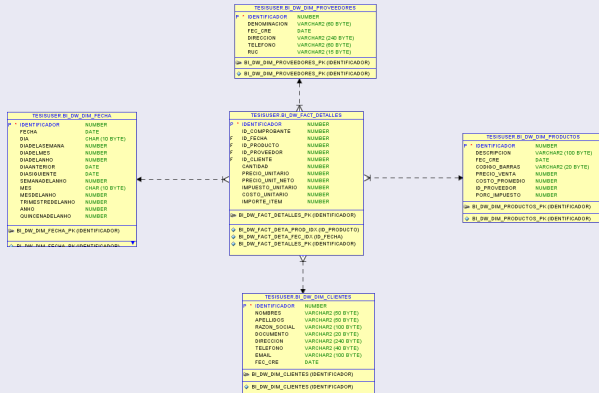 TESISUSER.BI_DW_DIM_PROVEEDORES
P * IDENTIFICADOR NUMBER
DENOMINACION VARCHAR2 (60 BYTE)
FEC_CRE DATE
DIRECCION VARCHAR2 (240 BYTE)
TELEFONO VARCHAR2 (60 BYTE)
RUC VARCHAR2 (15 BYTE)
BI_DW_DIM_PROVEEDORES_PK (IDENTIFICADOR)
BI_DW_DIM_PROVEEDORES_PK (IDENTIFICADOR)
TESISUSER.BI_DW_DIM_FECHA
P * IDENTIFICADOR NUMBER
FECHA DATE
DIA CHAR (10 BYTE)
DIADELASEMANA NUMBER
DIADELMES NUMBER
DIADELANHO NUMBER
DIAANTERIOR DATE
DIASIGUIENTE DATE
SEMANADELANHO NUMBER
MES CHAR (10 BYTE)
MESDELANHO NUMBER
TRIMESTREDELANHO NUMBER
ANHO NUMBER
QUINCENADELANHO NUMBER
BI_DW_DIM_FECHA_PK (IDENTIFICADOR)
BI_DW_DIM_FECHA_PK (IDENTIFICADOR)
TESISUSER.BI_DW_FACT_DETALLES
P * IDENTIFICADOR NUMBER
ID_COMPROBANTE NUMBER
F ID_FECHA NUMBER
F ID_PRODUCTO NUMBER
F ID_PROVEEDOR NUMBER
F ID_CLIENTE NUMBER
CANTIDAD NUMBER
PRECIO_UNITARIO NUMBER
PRECIO_UNIT_NETO NUMBER
IMPUESTO_UNITARIO NUMBER
COSTO_UNITARIO NUMBER
IMPORTE_ITEM NUMBER
BI_DW_FACT_DETALLES_PK (IDENTIFICADOR)
BI_DW_FACT_DETA_PROD_IDX (ID_PRODUCTO)
BI_DW_FACT_DETA_FEC_IDX (ID_FECHA)
BI_DW_FACT_DETALLES_PK (IDENTIFICADOR)
TESISUSER.BI_DW_DIM_PRODUCTOS
P * IDENTIFICADOR NUMBER
DESCRIPCION VARCHAR2 (100 BYTE)
FEC_CRE DATE
CODIGO_BARRAS VARCHAR2 (20 BYTE)
PRECIO_VENTA NUMBER
COSTO_PROMEDIO NUMBER
ID_PROVEEDOR NUMBER
PORC_IMPUESTO NUMBER
BI_DW_DIM_PRODUCTOS_PK (IDENTIFICADOR)
BI_DW_DIM_PRODUCTOS_PK (IDENTIFICADOR)
TESISUSER.BI_DW_DIM_CLIENTES
P * IDENTIFICADOR NUMBER
NOMBRES VARCHAR2 (60 BYTE)
APELLIDOS VARCHAR2 (60 BYTE)
RAZON_SOCIAL VARCHAR2 (100 BYTE)
DOCUMENTO VARCHAR2 (20 BYTE)
DIRECCION VARCHAR2 (240 BYTE)
TELEFONO VARCHAR2 (40 BYTE)
EMAIL VARCHAR2 (100 BYTE)
FEC_CRE DATE
BI_DW_DIM_CLIENTES (IDENTIFICADOR)
BI_DW_DIM_CLIENTES (IDENTIFICADOR)